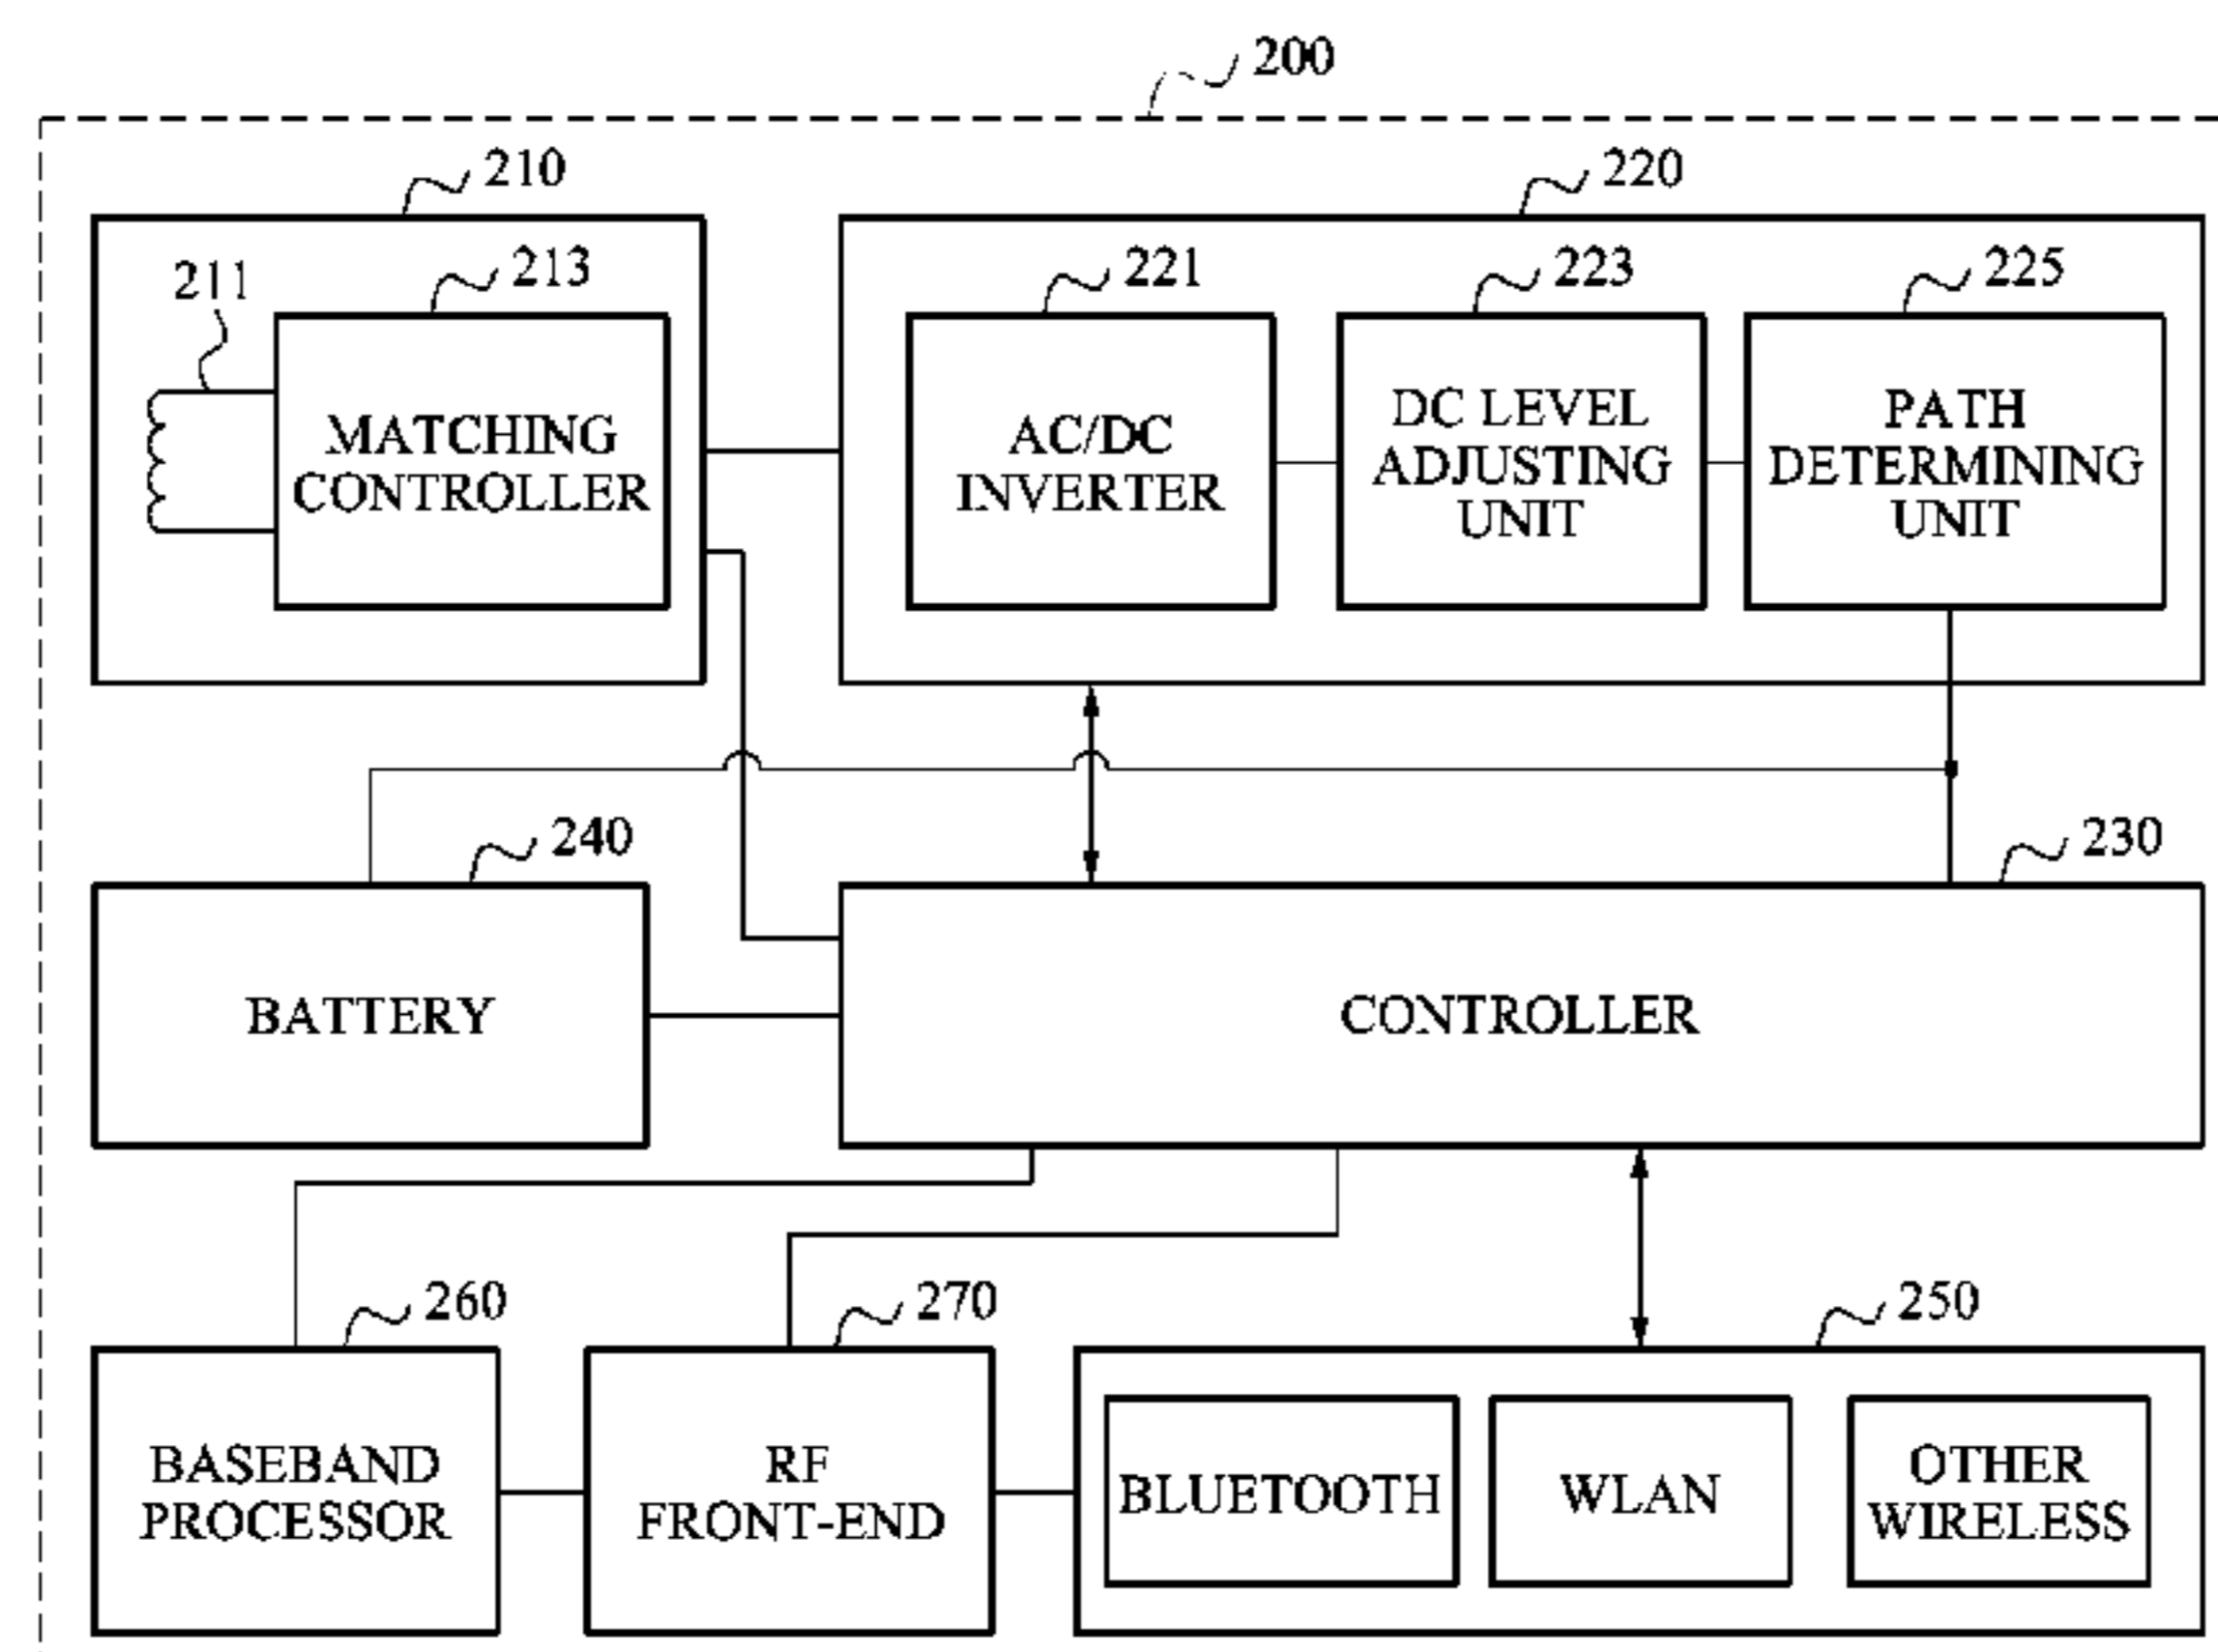 200
210
220
211
213
221
223
225
MATCHING
CONTROLLER
AC/DC
INVERTER
DC LEVEL
ADJUSTING
UNIT
PATH
DETERMINING
UNIT
240
230
BATTERY
CONTROLLER
260
270
250
BASEBAND
PROCESSOR
RF
FRONT-END
BLUETOOTH
WLAN
OTHER
WIRELESS